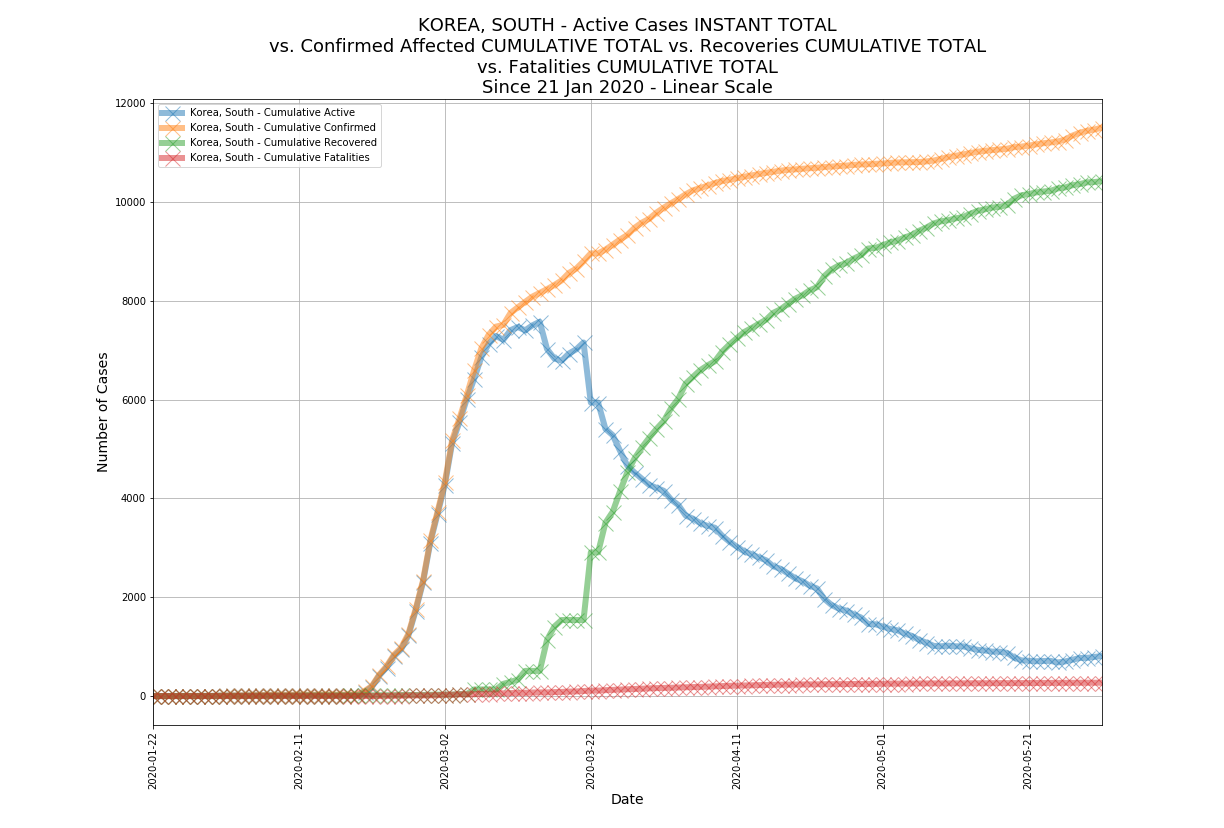 KOREA, SOUTH - Active Cases INSTANT TOTAL
vs. Confirmed Affected CUMULATIVE TOTAL vs. Recoveries CUMULATIVE TOTAL
vs. Fatalities CUMULATIVE TOTAL
Since 21 Jan 2020 - Linear Scale
Korea, South - Cumulative Active
Korea, South - Cumulative Confirmed
Korea, South - Cumulative Recovered
Korea, South - Cumulative Fatalities
Number of Cases
12000
10000
8000
6000
4000
2000
0
2020-01-22
2020-02-11
2020-03-02
2020-03-22
2020-04-11
2020-05-01
2020-05-21
Date